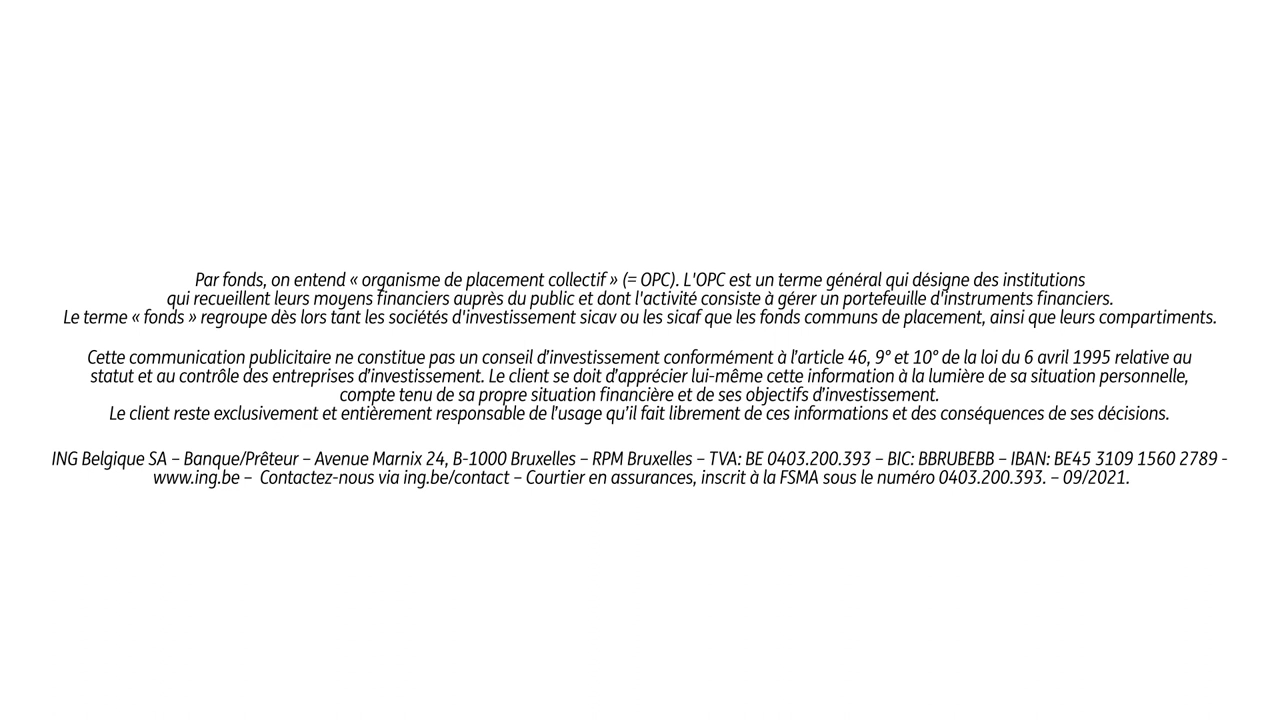 Par fonds, on entend « organisme de placement collectif » (= OPC). L'OPC est un terme général qui désigne des institutions
qui recueillent leurs moyens financiers auprès du public et dont l'activité consiste à gérer un portefeuille d'instruments financiers.
Le terme « fonds » regroupe dès lors tant les sociétés d'investissement sicav ou les sicaf que les fonds communs de placement, ainsi que leurs compartiments.
Cette communication publicitaire ne constitue pas un conseil d’investissement conformément à l’article 46, 9° et 10° de la loi du 6 avril 1995 relative au
statut et au contrôle des entreprises d’investissement. Le client se doit d’apprécier lui-même cette information à la lumière de sa situation personnelle,
compte tenu de sa propre situation financière et de ses objectifs d’investissement.
Le client reste exclusivement et entièrement responsable de l’usage qu’il fait librement de ces informations et des conséquences de ses décisions.
ING Belgique SA – Banque/Prêteur – Avenue Marnix 24, B-1000 Bruxelles – RPM Bruxelles – TVA: BE 0403.200.393 – BIC: BBRUBEBB – IBAN: BE45 3109 1560 2789 -
www.ing.be – Contactez-nous via ing.be/contact – Courtier en assurances, inscrit à la FSMA sous le numéro 0403.200.393. – 09/2021.